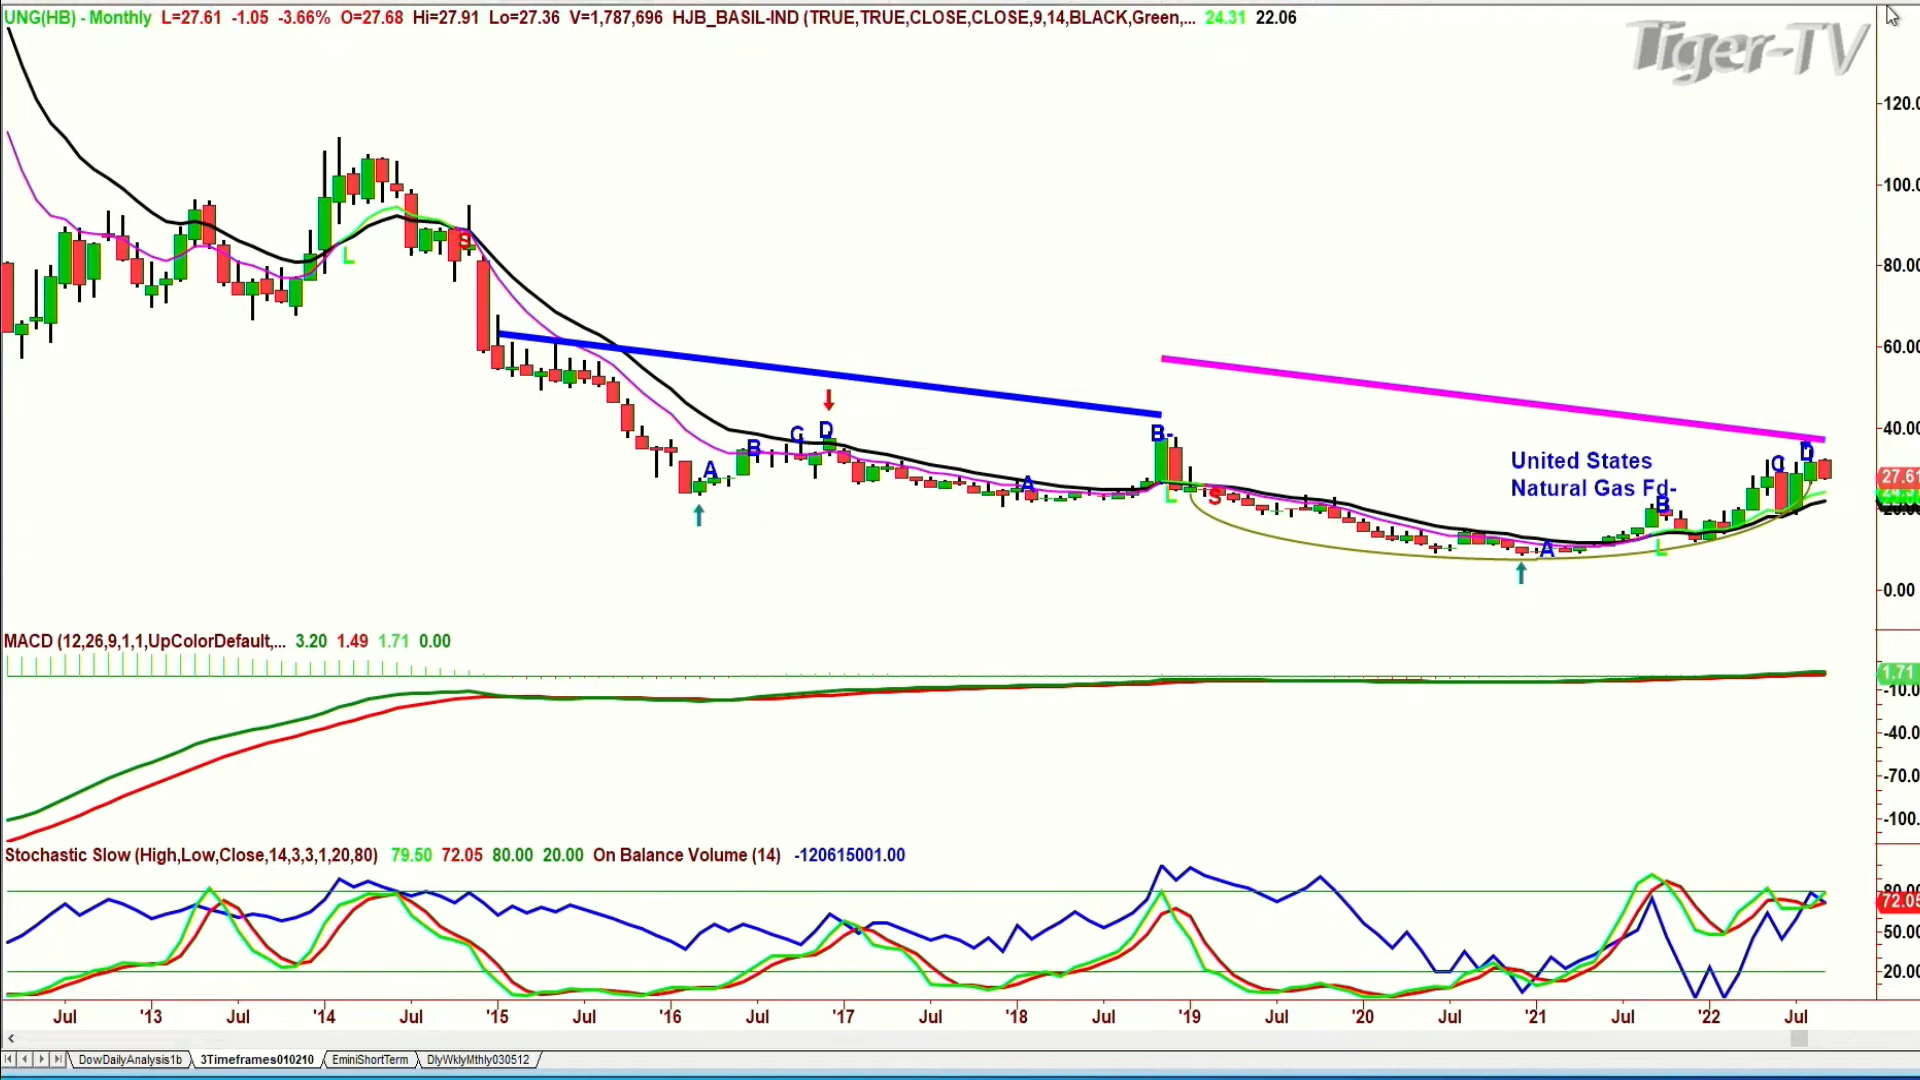 UNG(HB) - Monthly L=27.61 -1.05 -3.66% O=27.68 Hi=27.91 Lo=27.36 V=1,787,696 HJB_BASIL-IND (TRUE,TRUE,CLOSE,CLOSE,9,14,BLACK,Green,... 24.31 22.06
Tiger-TV
120.0
100.0
80.00
60.00
40.00
27.61
0.00
L
S
A
B
C
D
A
B-
L
S
A
United States
Natural Gas Fd-
B
L
C
D
MACD (12,26,9,1,1,UpColorDefault,... 3.20 1.49 1.71 0.00
1.71
-10.0
-40.0
-70.0
-100.
Stochastic Slow (High,Low,Close,14,3,3,1,20,80) 79.50 72.05 80.00 20.00 On Balance Volume (14) -120615001.00
80.00
72.05
50.00
20.00
Jul '13 Jul '14 Jul '15 Jul '16 Jul '17 Jul '18 Jul '19 Jul '20 Jul '21 Jul '22 Jul
DowDailyAnalysis1b 3Timeframes010210 EminiShortTerm DlyWklyMthly030512